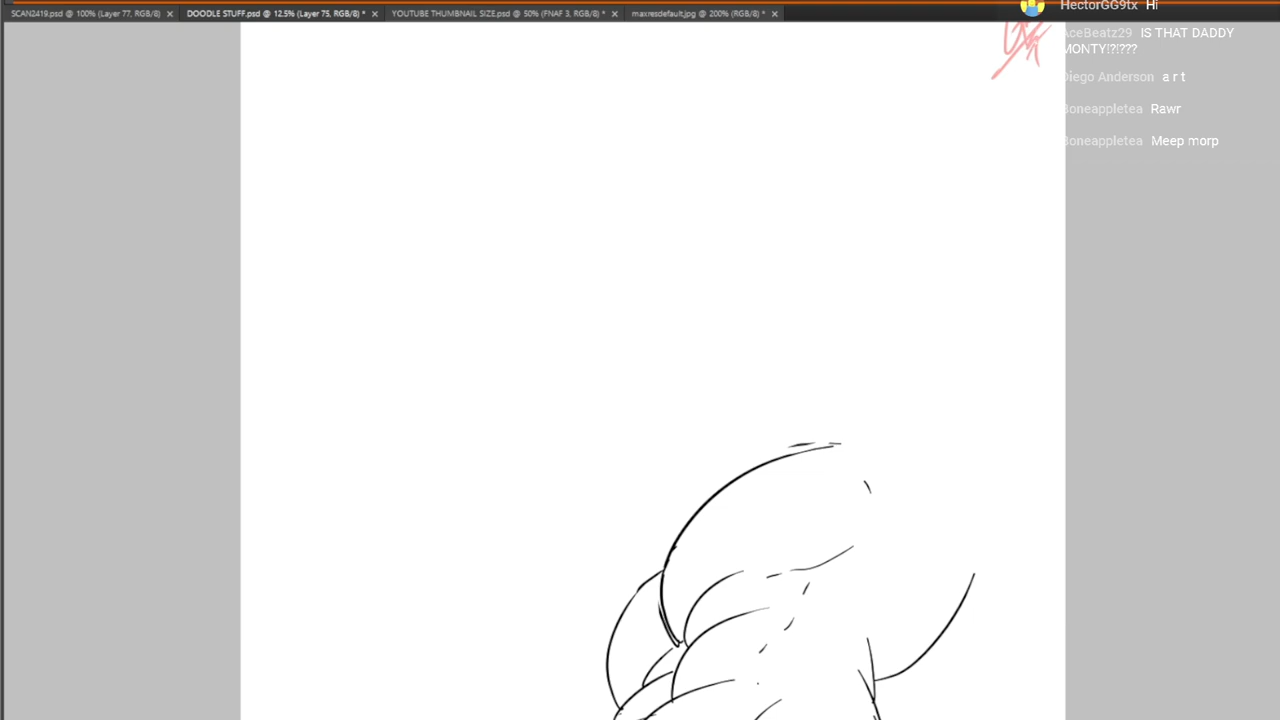 SCAN2419.psd @ 100% (Layer 77, RGB/8)
DOODLE STUFF.psd @ 12.5% (Layer 75, RGB/8) *
YOUTUBE THUMBNAIL SIZE.psd @ 50% (FNAF 3, RGB/8) *
maxresdefault.jpg @ 200% (RGB/8) *
HectorGG9tx Hi
AceBeatz29 IS THAT DADDY
MONTY!?!???
Diego Anderson a r t
Boneappletea Rawr
Boneappletea Meep morp